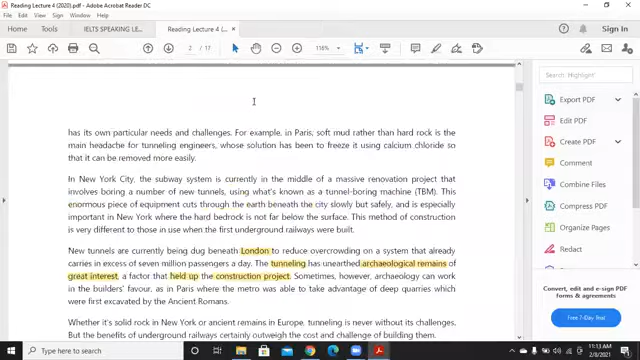 Reading Lecture 4 (2020).pdf - Adobe Acrobat Reader DC
File Edit View Sign Window Help
Home Tools IELTS SPEAKING LE... Reading Lecture 4 (... × Sign In
2 / 17 116%
has its own particular needs and challenges. For example, in Paris, soft mud rather than hard rock is the
main headache for tunneling engineers, whose solution has been to freeze it using calcium chloride so
that it can be removed more easily.
In New York City, the subway system is currently in the middle of a massive renovation project that
involves boring a number of new tunnels, using what's known as a tunnel-boring machine (TBM). This
enormous piece of equipment cuts through the earth beneath the city slowly but safely, and is especially
important in New York where the hard bedrock is not far below the surface. This method of construction
is very different to those in use when the first underground railways were built.
New tunnels are currently being dug beneath London to reduce overcrowding on a system that already
carries in excess of seven million passengers a day. The tunneling has unearthed archaeological remains of
great interest, a factor that held up the construction project. Sometimes, however, archaeology can work
in the builders' favour, as in Paris where the metro was able to take advantage of deep quarries which
were first excavated by the Ancient Romans.
Whether it's solid rock in New York or ancient remains in Europe, tunneling is never without its challenges.
But the benefits of underground railways certainly outweigh the cost and challenge of building them.
Search 'Highlight'
Export PDF
Edit PDF
Create PDF
Comment
Combine Files
Compress PDF
Organize Pages
Redact
Convert, edit and e-sign PDF
forms & agreements
Free 7-Day Trial
Type here to search
11:13 AM
2/8/2021